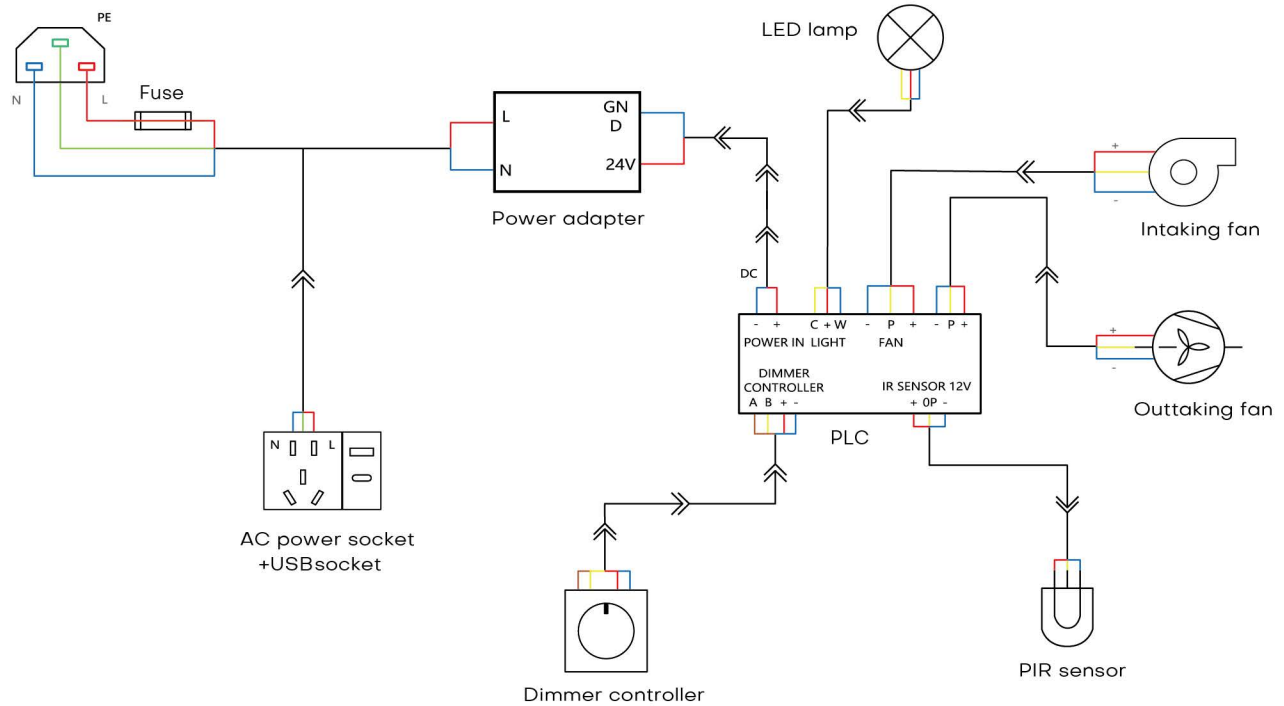 PE
N
L
Fuse
L
N
GN
D
24V
Power adapter
LED lamp
+
-
Intaking fan
+
-
Outtaking fan
DC
- + C + W - P + - P +
POWER IN LIGHT FAN
DIMMER
CONTROLLER IR SENSOR 12V
A B + - + 0P -
PLC
N L
AC power socket
+USBsocket
Dimmer controller
PIR sensor